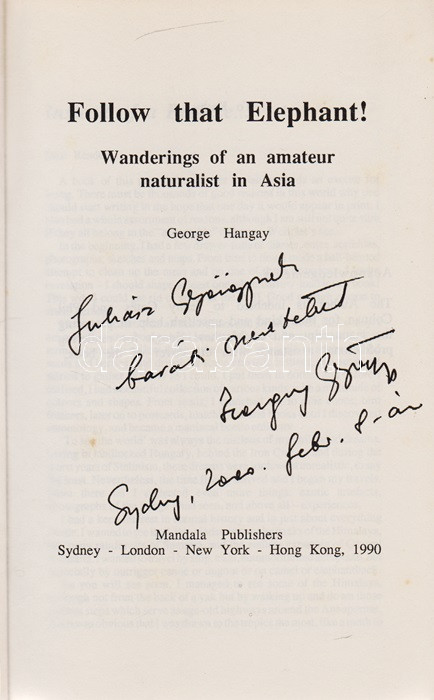 Follow that Elephant!
Wanderings of an amateur
naturalist in Asia
George Hangay
Juhász Györgynek
baráti szeretettel
Hangay György
Sydney, 2000. Febr. 8-án
darabanth
Mandala Publishers
Sydney - London - New York - Hong Kong, 1990